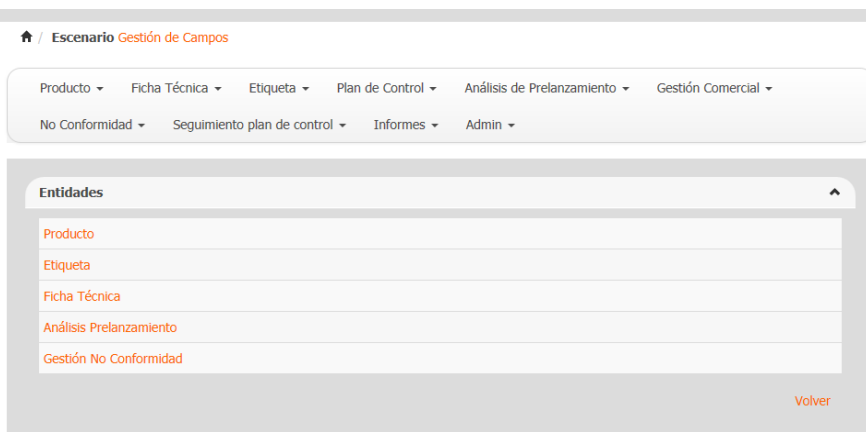 / Escenario Gestión de Campos
Producto Ficha Técnica Etiqueta Plan de Control Análisis de Prelanzamiento Gestión Comercial
No Conformidad Seguimiento plan de control Informes Admin
Entidades
Producto
Etiqueta
Ficha Técnica
Análisis Prelanzamiento
Gestión No Conformidad
Volver